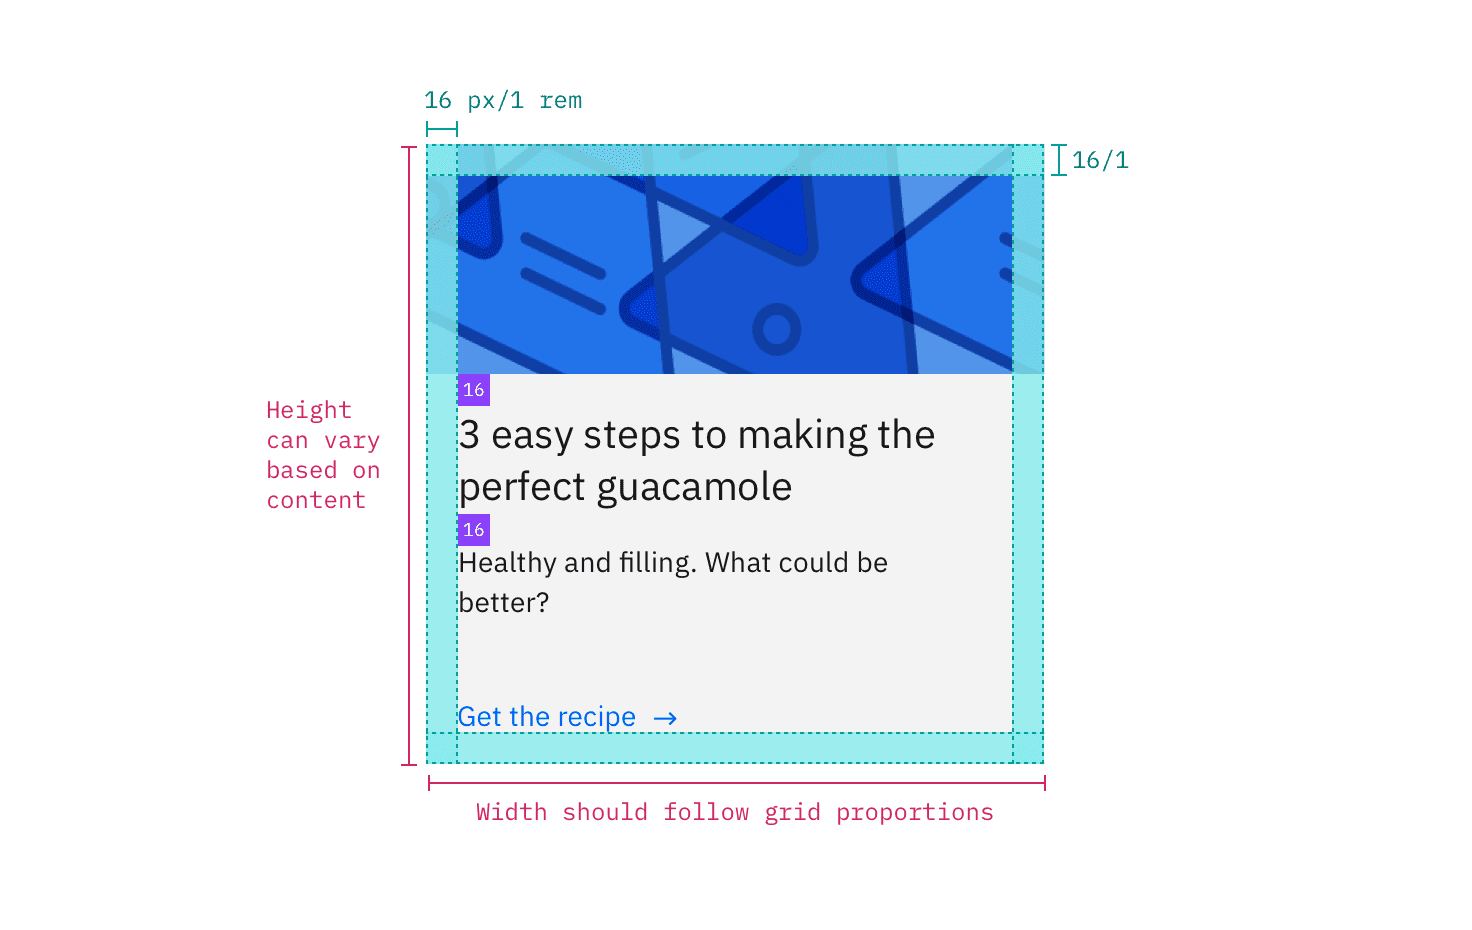 16 px/1 rem
16/1
Height
can vary
based on
content
16
3 easy steps to making the
perfect guacamole
16
Healthy and filling. What could be
better?
Get the recipe →
Width should follow grid proportions